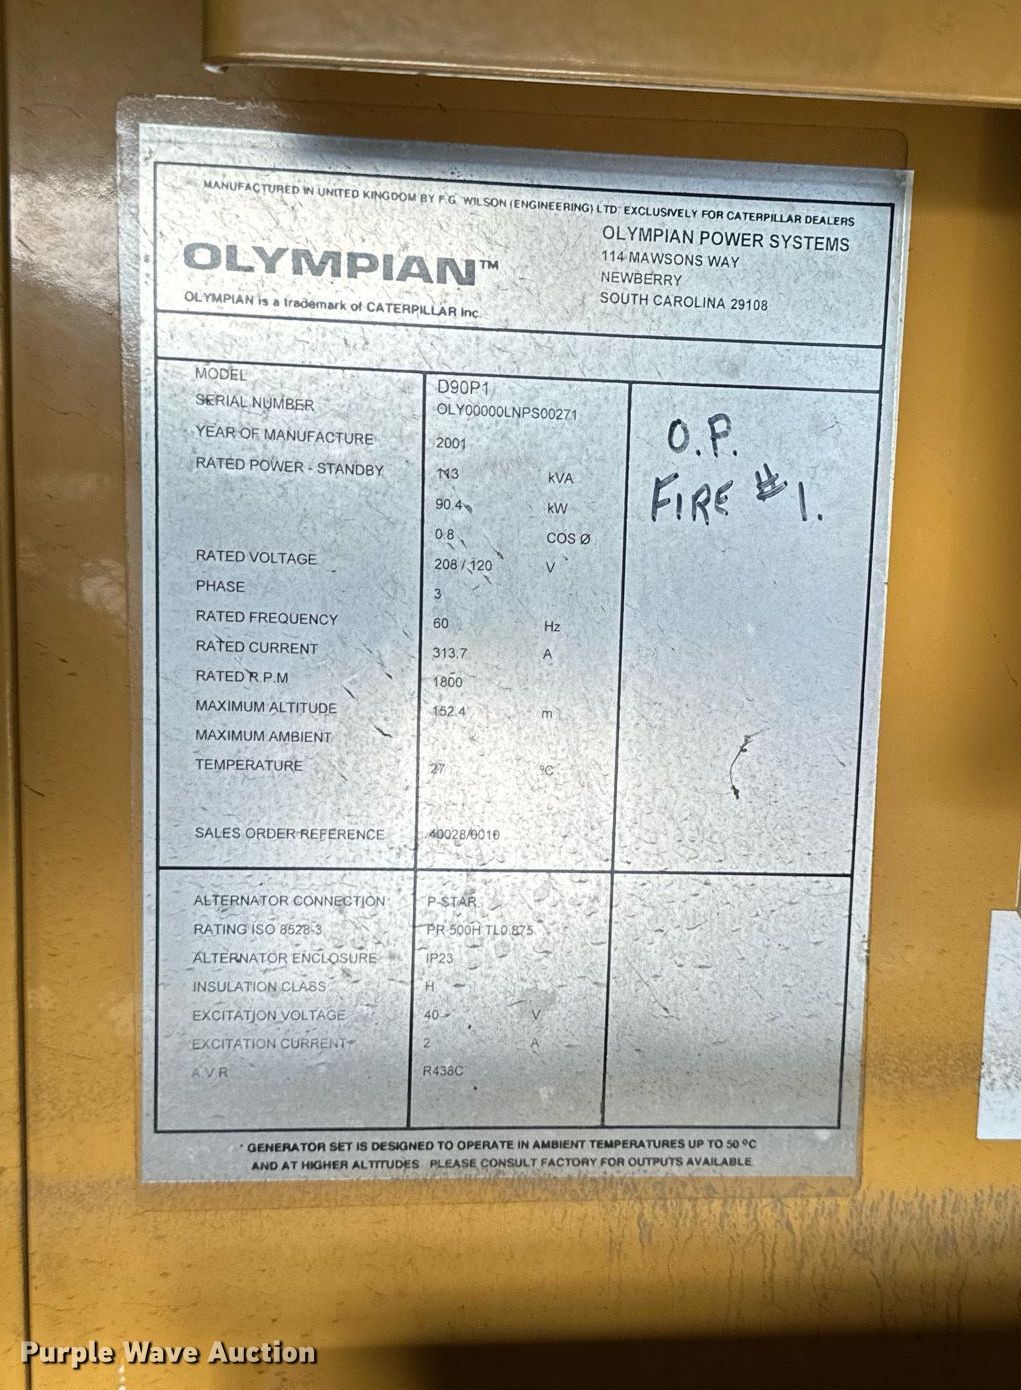 MANUFACTURED IN UNITED KINGDOM BY F.G. WILSON (ENGINEERING) LTD EXCLUSIVELY FOR CATERPILLAR DEALERS
OLYMPIAN™
OLYMPIAN is a trademark of CATERPILLAR Inc.
OLYMPIAN POWER SYSTEMS
114 MAWSONS WAY
NEWBERRY
SOUTH CAROLINA 29108
MODEL D90P1
SERIAL NUMBER OLY00000LNPS00271
YEAR OF MANUFACTURE 2001
RATED POWER - STANDBY 113 kVA
90.4 kW
0.8 COS Ø
RATED VOLTAGE 208 / 120 V
PHASE 3
RATED FREQUENCY 60 Hz
RATED CURRENT 313.7 A
RATED R.P.M 1800
MAXIMUM ALTITUDE 152.4 m
MAXIMUM AMBIENT
TEMPERATURE 27 ºC
SALES ORDER REFERENCE 40028/0010
O.P.
FIRE #1.
ALTERNATOR CONNECTION P-STAR
RATING ISO 8528-3 PR 500H TL0.875
ALTERNATOR ENCLOSURE IP23
INSULATION CLASS H
EXCITATION VOLTAGE 40 V
EXCITATION CURRENT 2 A
A.V.R R438C
* GENERATOR SET IS DESIGNED TO OPERATE IN AMBIENT TEMPERATURES UP TO 50 ºC
AND AT HIGHER ALTITUDES PLEASE CONSULT FACTORY FOR OUTPUTS AVAILABLE
Purple Wave Auction